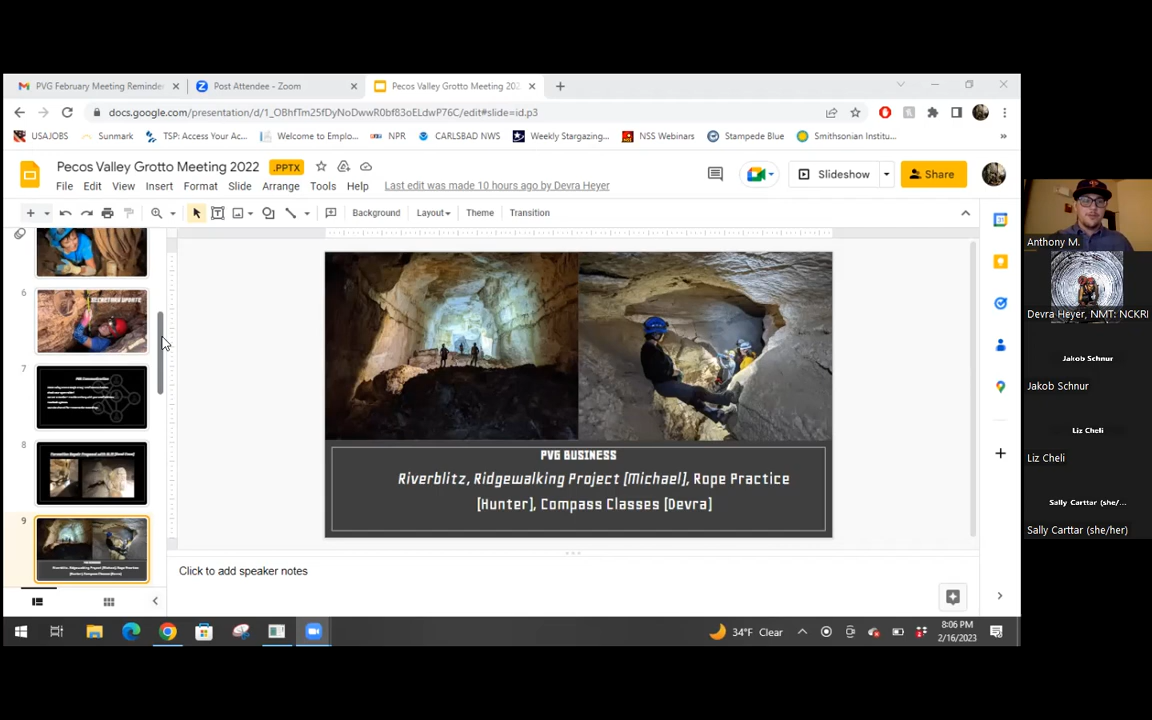 PVG February Meeting Reminde
Post Attendee - Zoom
Pecos Valley Grotto Meeting 202
docs.google.com/presentation/d/1_OBhfTm25fDyNoDwwR0bf83oELdwP76C/edit#slide=id.p3
USAJOBS
Sunmark
TSP: Access Your Ac...
Welcome to Emplo...
NPR
CARLSBAD NWS
Weekly Stargazing...
NSS Webinars
Stampede Blue
Smithsonian Institu...
Pecos Valley Grotto Meeting 2022
.PPTX
Slideshow
Share
File Edit View Insert Format Slide Arrange Tools Help
Last edit was made 10 hours ago by Devra Heyer
Background
Layout
Theme
Transition
6
SECRETARY UPDATE
7
8
9
PVG BUSINESS
Riverblitz, Ridgewalking Project [Michael], Rope Practice
[Hunter], Compass Classes [Devra]
Click to add speaker notes
Anthony M.
Devra Heyer, NMT: NCKRI
Jakob Schnur
Jakob Schnur
Liz Cheli
Liz Cheli
Sally Carttar (she/...
Sally Carttar (she/her)
34°F Clear
8:06 PM
2/16/2023